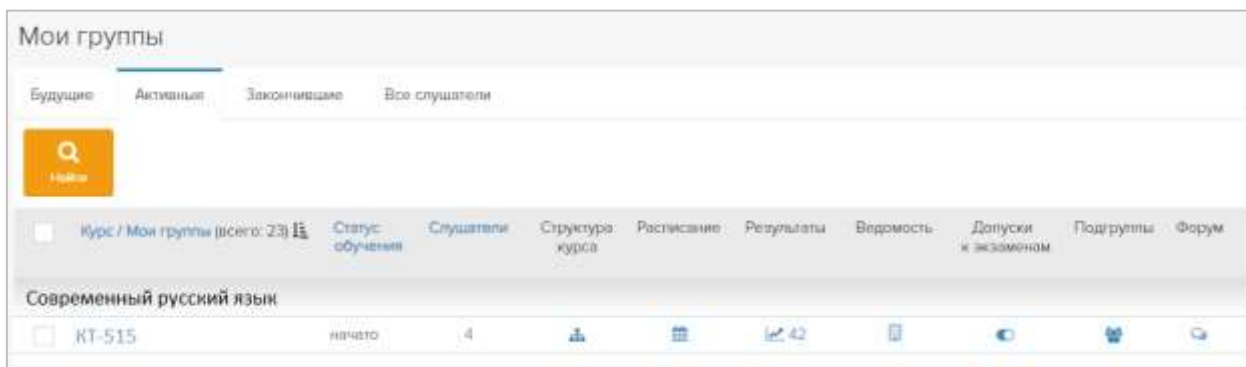 Мои группы
Будущие Активные Закончившие Все слушатели
Найти
Курс / Мои группы (всего: 23) Статус обучения Слушатели Структура курса Расписание Результаты Ведомость Допуски к экзаменам Подгруппы Форум
Современный русский язык
КТ-515 начато 4 42